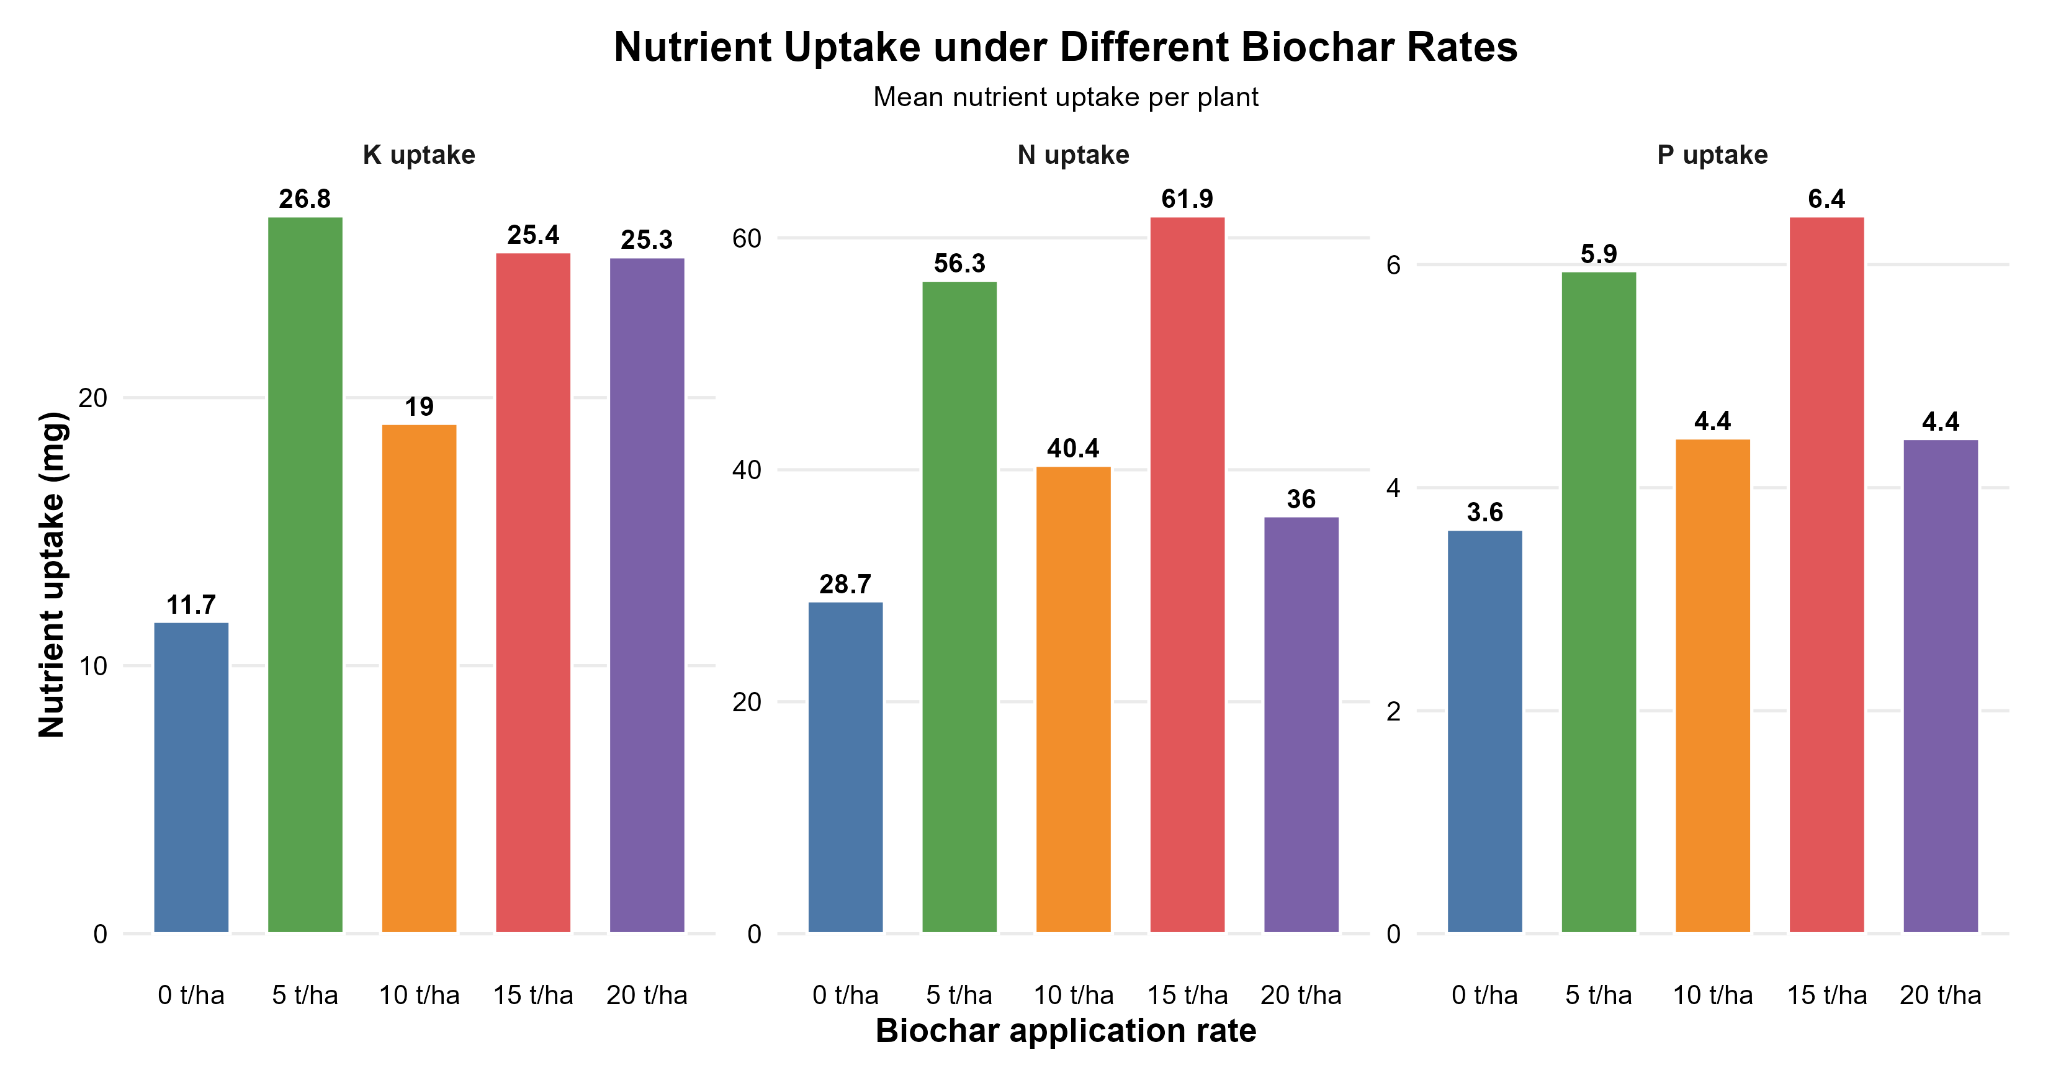 Nutrient Uptake under Different Biochar Rates
Mean nutrient uptake per plant
K uptake
N uptake
P uptake
Nutrient uptake (mg)
20
10
0
26.8
25.4
25.3
19
11.7
0 t/ha 5 t/ha 10 t/ha 15 t/ha 20 t/ha
60
40
20
0
61.9
56.3
40.4
36
28.7
0 t/ha 5 t/ha 10 t/ha 15 t/ha 20 t/ha
6
4
2
0
6.4
5.9
4.4
4.4
3.6
0 t/ha 5 t/ha 10 t/ha 15 t/ha 20 t/ha
Biochar application rate